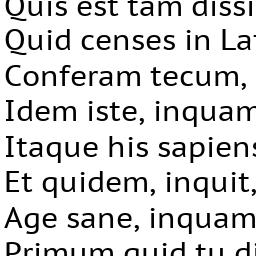 Quis est tam dissi
Quid censes in La
Conferam tecum,
Idem iste, inquam
Itaque his sapiens
Et quidem, inquit,
Age sane, inquam
Primum quid tu di